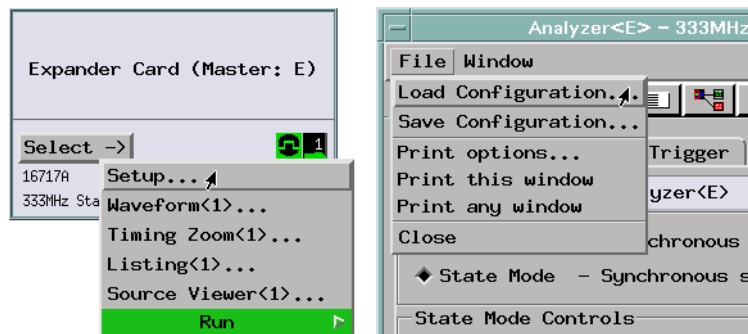 Expander Card (Master: E)
Select ->
1
16717A
333MHz Sta
Setup...
Waveform<1>...
Timing Zoom<1>...
Listing<1>...
Source Viewer<1>...
Run
Analyzer<E> - 333MHz
File Window
Load Configuration...
Save Configuration...
Print options...
Print this window
Print any window
Close
Trigger
yzer<E>
chronous
State Mode - Synchronous s
State Mode Controls